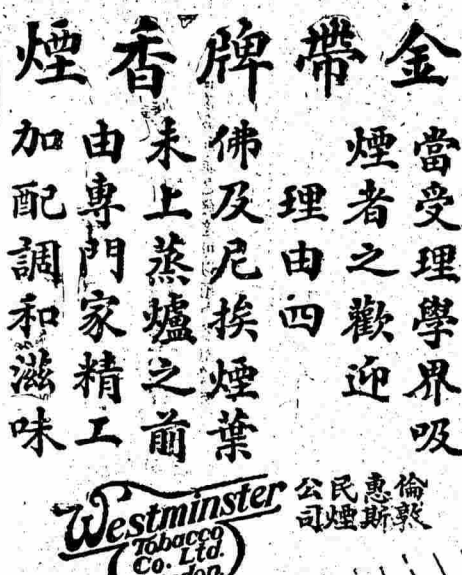 金帶牌香煙
當受理學界吸
煙者之歡迎
理由四
佛及尼挨煙葉
未上蒸爐之前
由專門家精工
加配調和滋味
倫敦
惠斯
民煙
公司
Westminster
Tobacco
Co. Ltd.
London